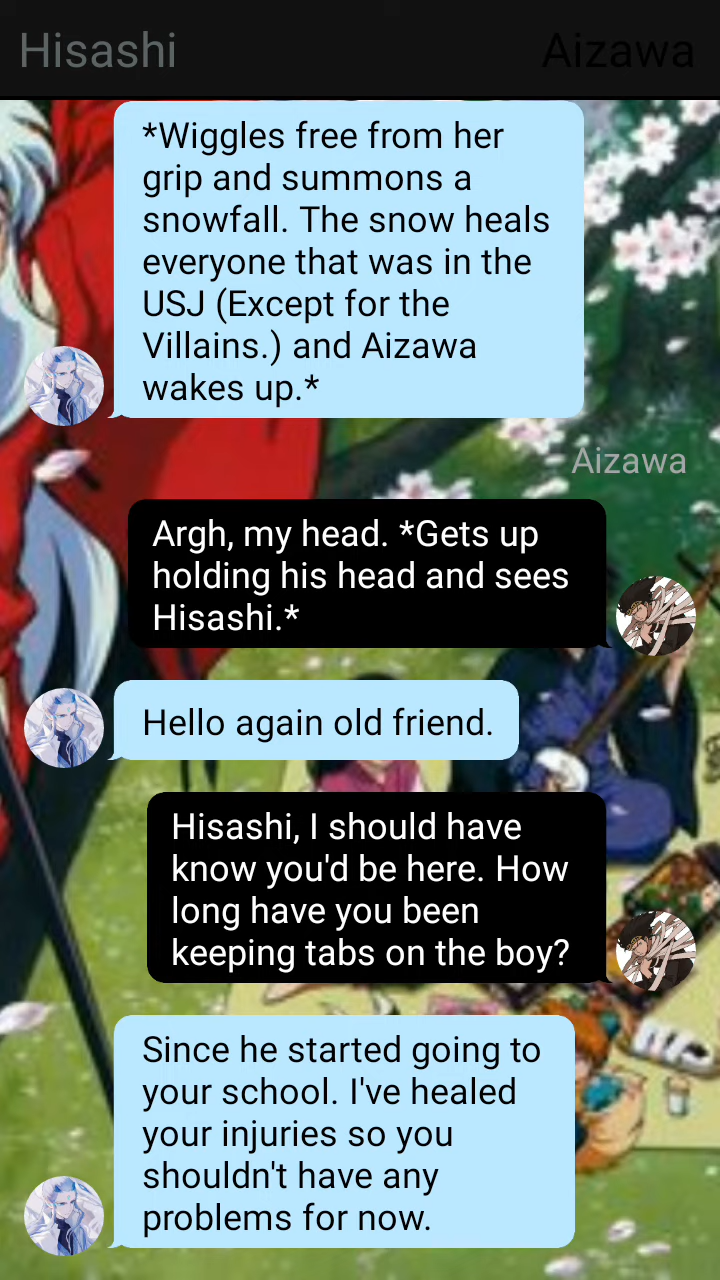 Hisashi
Aizawa
*Wiggles free from her
grip and summons a
snowfall. The snow heals
everyone that was in the
USJ (Except for the
Villains.) and Aizawa
wakes up.*
Aizawa
Argh, my head. *Gets up
holding his head and sees
Hisashi.*
Hello again old friend.
Hisashi, I should have
know you'd be here. How
long have you been
keeping tabs on the boy?
Since he started going to
your school. I've healed
your injuries so you
shouldn't have any
problems for now.